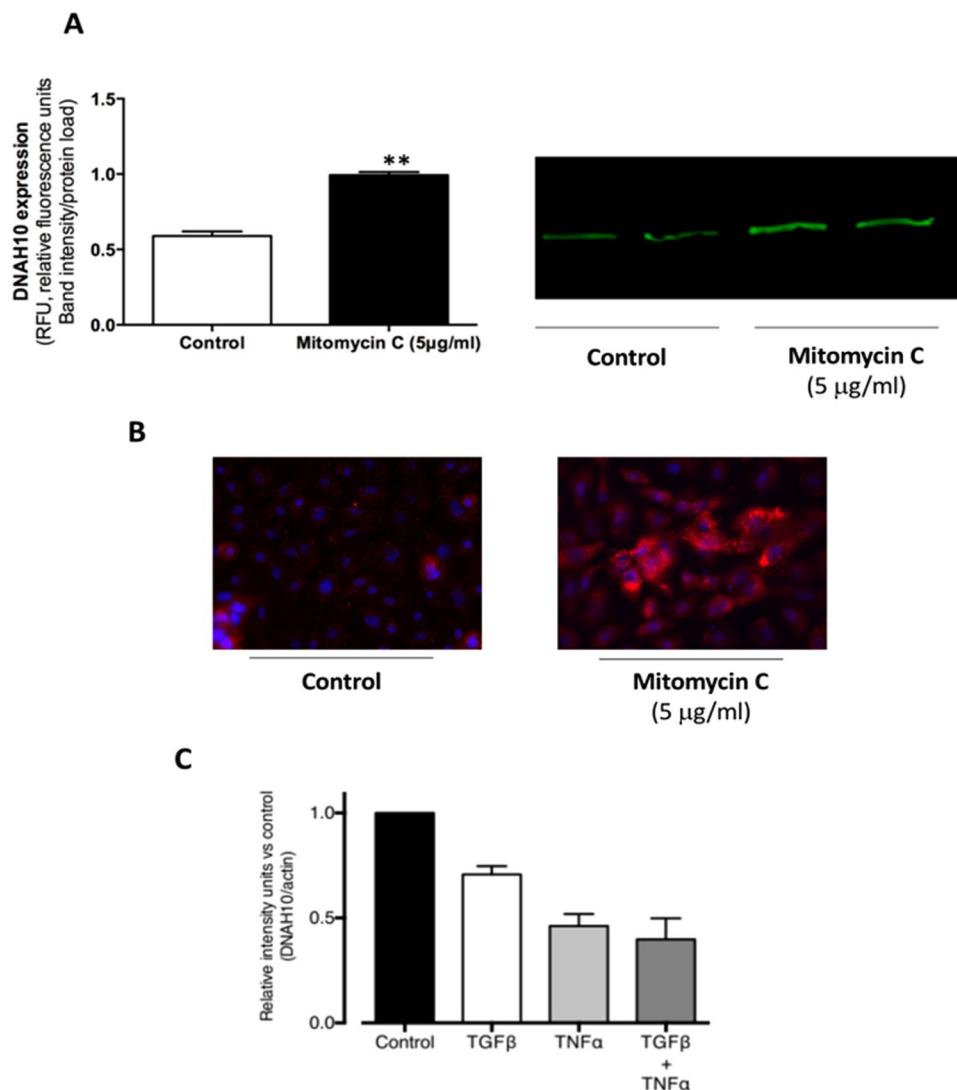 A
DNAH10 expression
(RFU, relative fluorescence units
Band intensity/protein load)
1.5
1.0
0.5
0.0
**
Control
Mitomycin C (5µg/ml)
Control
Mitomycin C
(5 µg/ml)
B
Control
Mitomycin C
(5 µg/ml)
C
Relative intensity units vs control
(DNAH10/actin)
1.0
0.5
0.0
Control
TGFβ
TNFα
TGFβ
+
TNFα